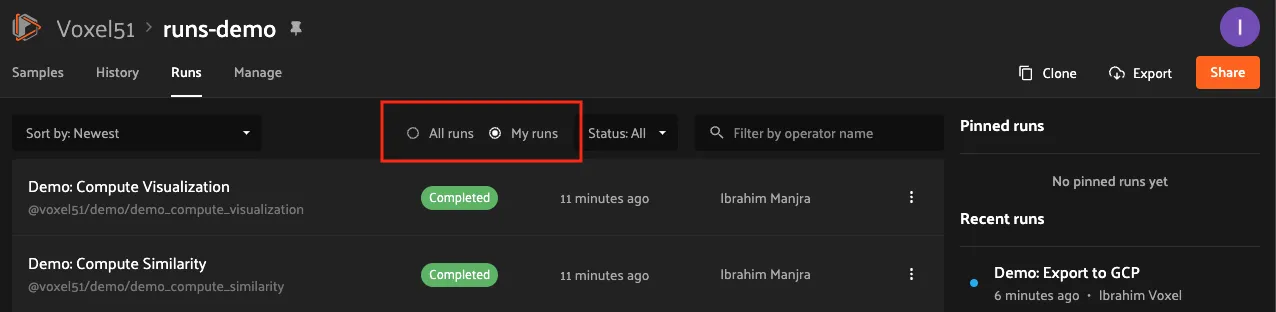 Voxel51 > runs-demo
I
Samples History Runs Manage
Clone Export Share
Sort by: Newest
All runs My runs
Status: All
Filter by operator name
Demo: Compute Visualization
@voxel51/demo/demo_compute_visualization
Completed
11 minutes ago
Ibrahim Manjra
Demo: Compute Similarity
@voxel51/demo/demo_compute_similarity
Completed
11 minutes ago
Ibrahim Manjra
Pinned runs
No pinned runs yet
Recent runs
Demo: Export to GCP
6 minutes ago • Ibrahim Voxel